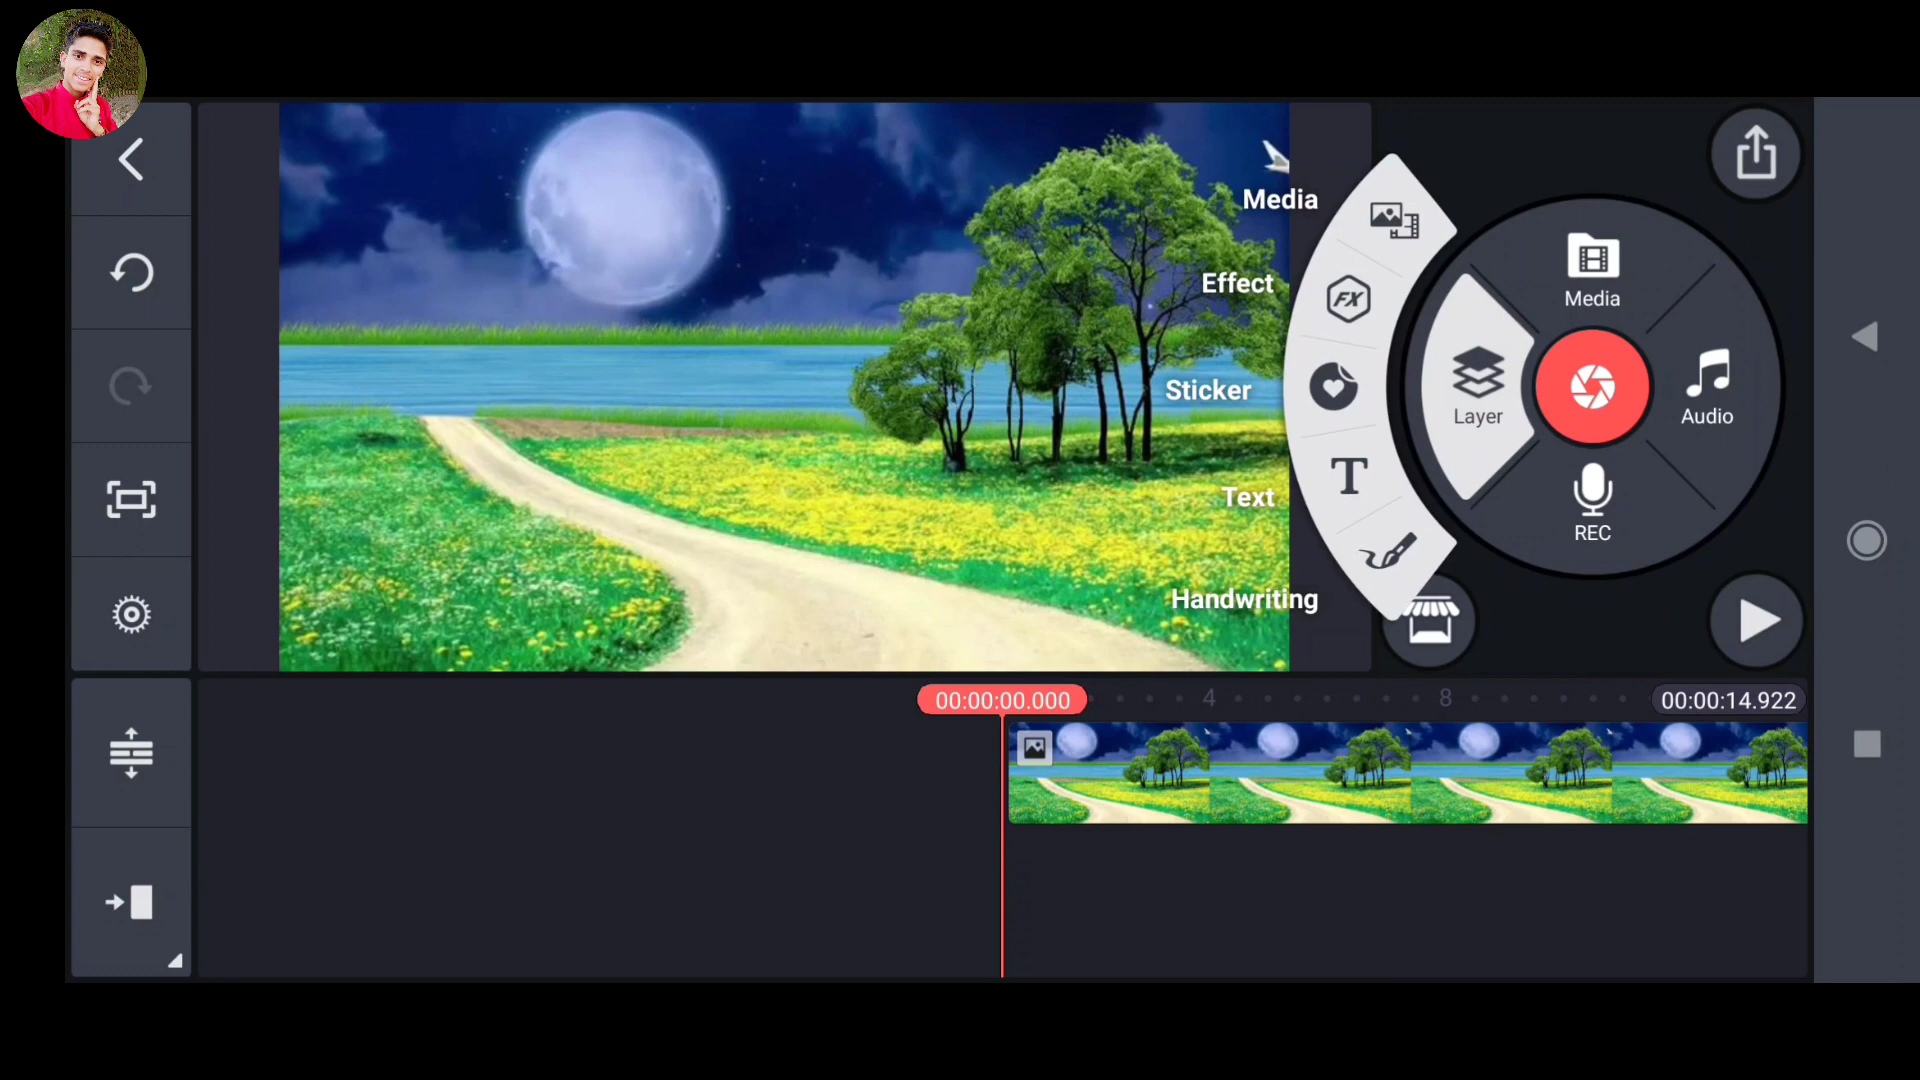 Media
Effect
Sticker
Text
Handwriting
FX
T
Media
Layer
Audio
REC
00:00:00.000
4
8
00:00:14.922